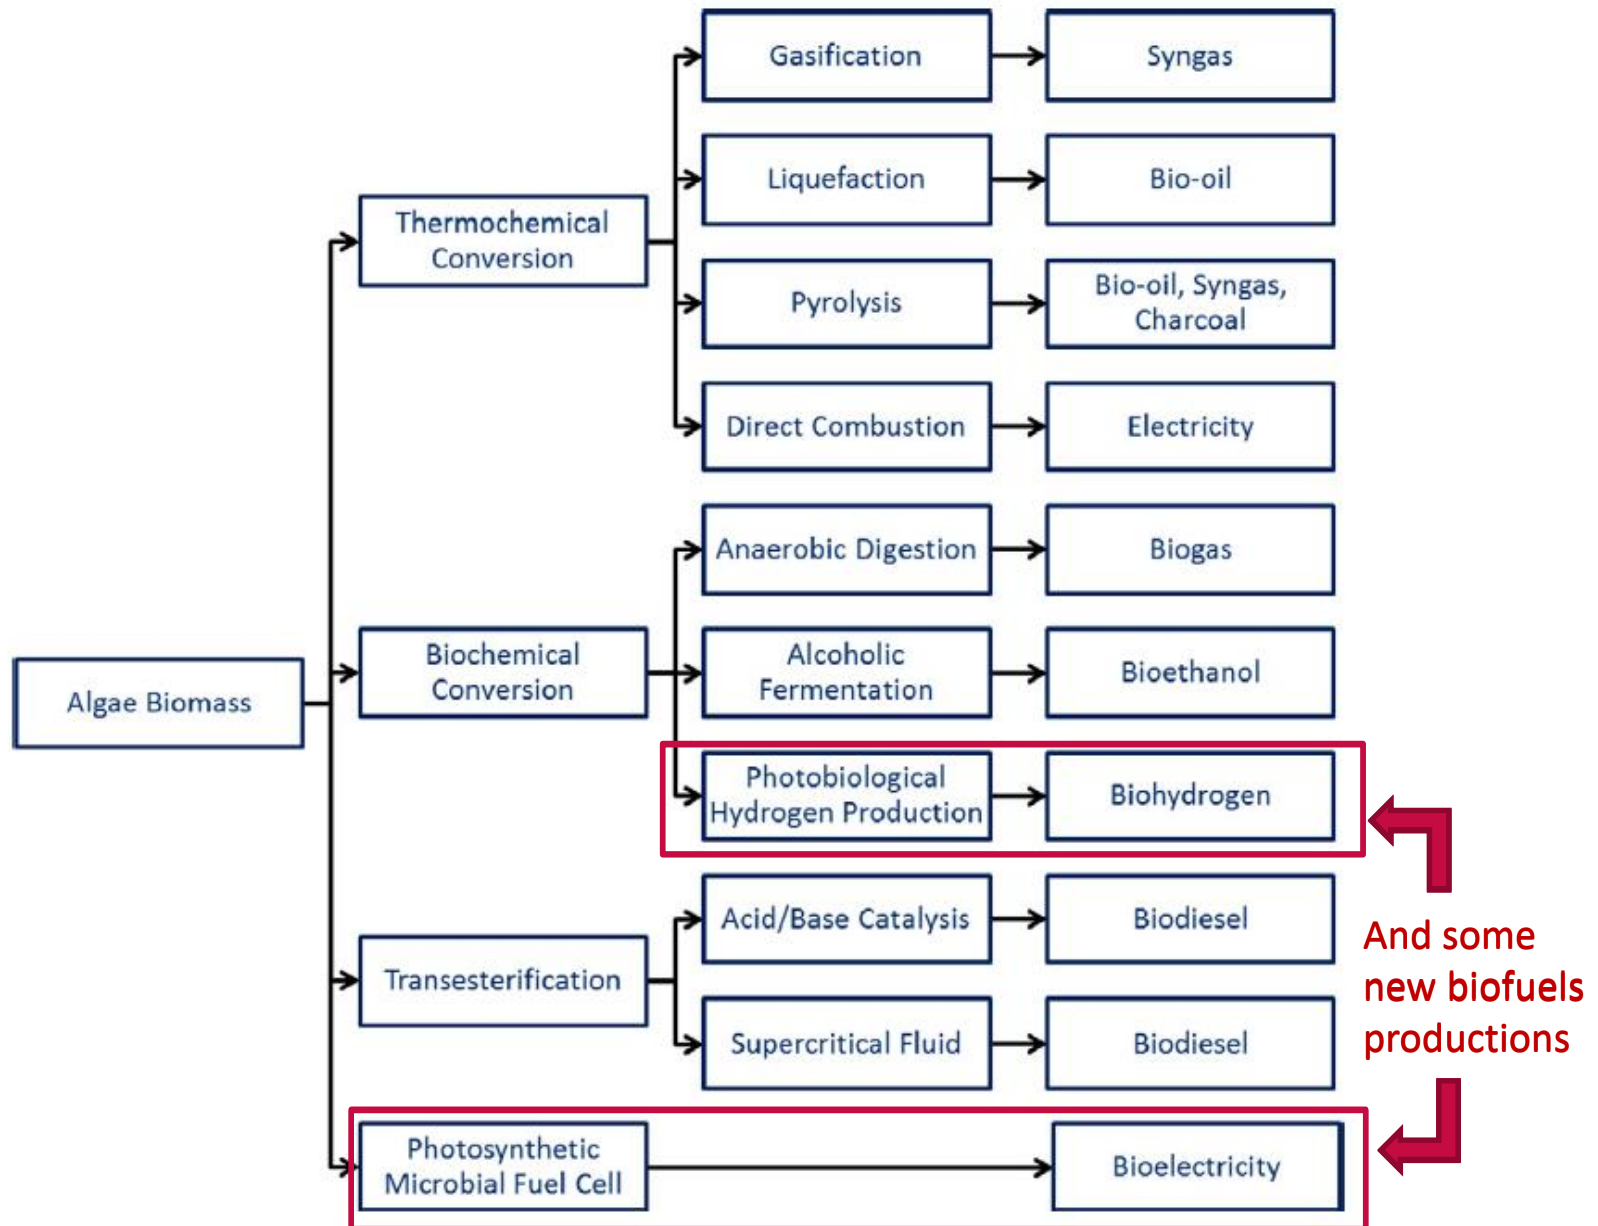 Gasification
Syngas
Liquefaction
Bio-oil
Thermochemical
Conversion
Pyrolysis
Bio-oil, Syngas,
Charcoal
Direct Combustion
Electricity
Anaerobic Digestion
Biogas
Algae Biomass
Biochemical
Conversion
Alcoholic
Fermentation
Bioethanol
Photobiological
Hydrogen Production
Biohydrogen
Transesterification
Acid/Base Catalysis
Biodiesel
Supercritical Fluid
Biodiesel
And some
new biofuels
productions
Photosynthetic
Microbial Fuel Cell
Bioelectricity